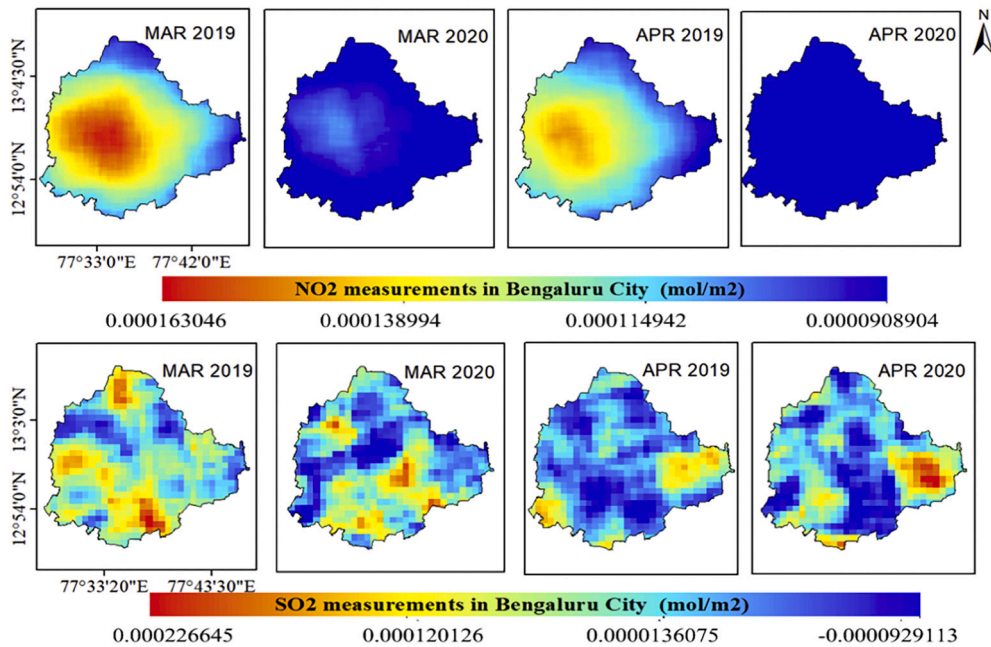 MAR 2019
MAR 2020
APR 2019
APR 2020
N
13°4'30"N
12°54'0"N
77°33'0"E 77°42'0"E
NO2 measurements in Bengaluru City (mol/m2)
0.000163046 0.000138994 0.000114942 0.0000908904
MAR 2019
MAR 2020
APR 2019
APR 2020
13°3'0"N
12°54'0"N
77°33'20"E 77°43'30"E
SO2 measurements in Bengaluru City (mol/m2)
0.000226645 0.000120126 0.0000136075 -0.0000929113